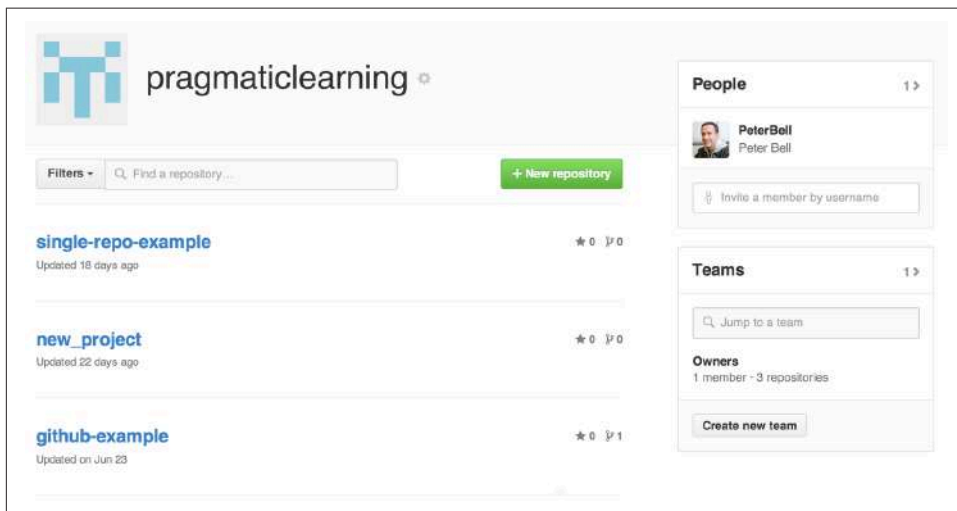 pragmaticlearning
Filters
Find a repository...
+ New repository
single-repo-example
0 0
Updated 18 days ago
new_project
0 0
Updated 22 days ago
github-example
0 1
Updated on Jun 23
People 1
PeterBell
Peter Bell
Invite a member by username
Teams 1
Jump to a team
Owners
1 member · 3 repositories
Create new team